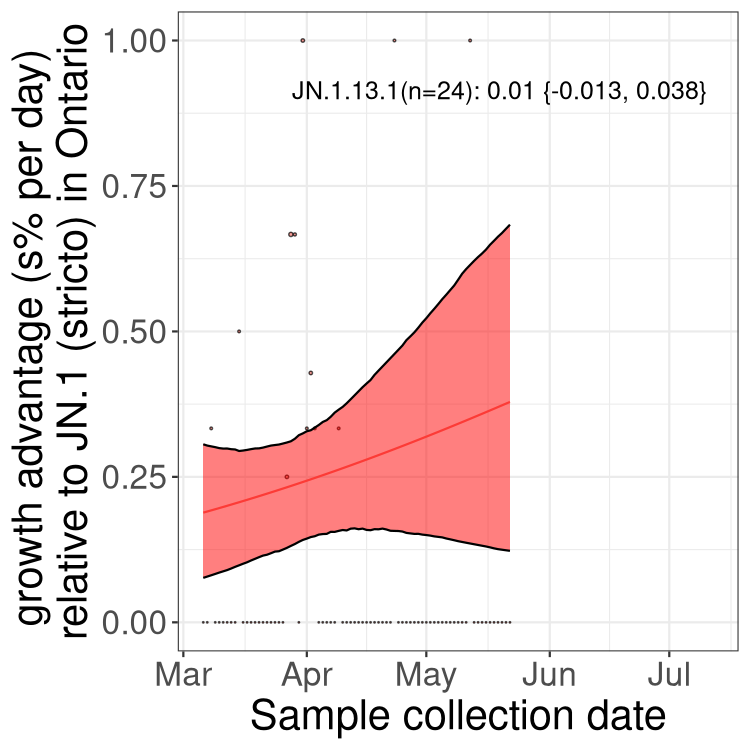 growth advantage (s% per day)
relative to JN.1 (stricto) in Ontario
1.00
0.75
0.50
0.25
0.00
JN.1.13.1(n=24): 0.01 {-0.013, 0.038}
Mar Apr May Jun Jul
Sample collection date